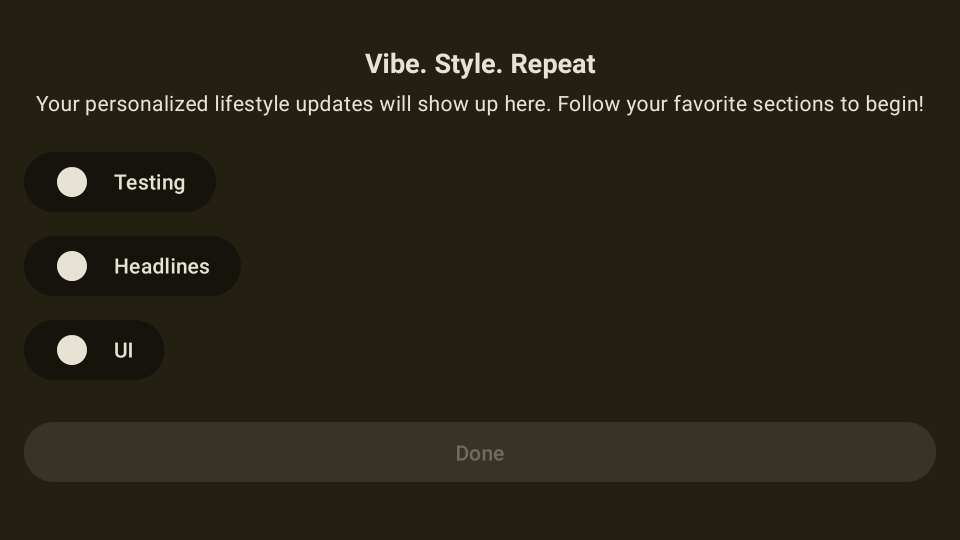 Vibe. Style. Repeat
Your personalized lifestyle updates will show up here. Follow your favorite sections to begin!
Testing
Headlines
UI
Done